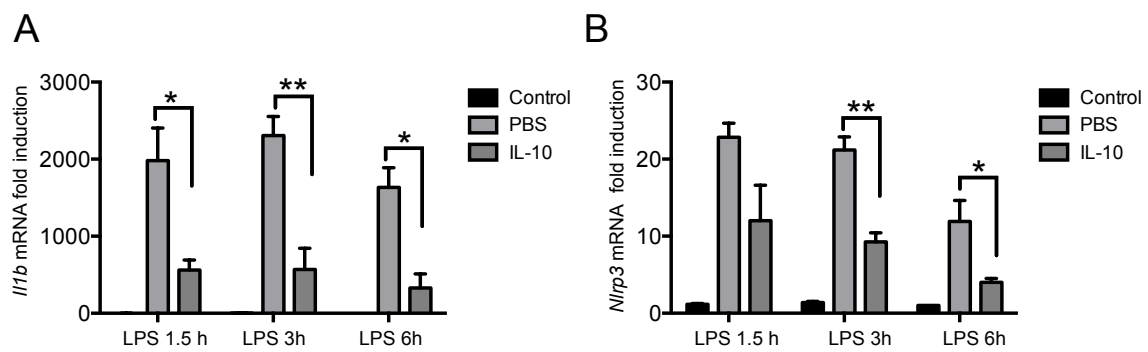 A
Il1b mRNA fold induction
3000
2000
1000
0
*
**
*
LPS 1.5 h
LPS 3h
LPS 6h
Control
PBS
IL-10
B
Nlrp3 mRNA fold induction
30
20
10
0
**
*
LPS 1.5 h
LPS 3h
LPS 6h
Control
PBS
IL-10